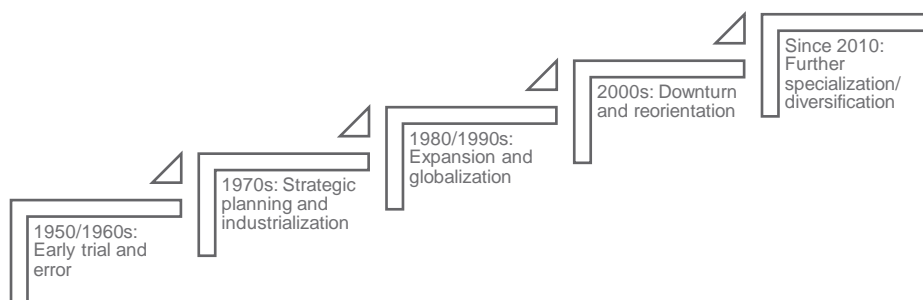 1950/1960s:
Early trial and
error
1970s: Strategic
planning and
industrialization
1980/1990s:
Expansion and
globalization
2000s: Downturn
and reorientation
Since 2010:
Further
specialization/
diversification